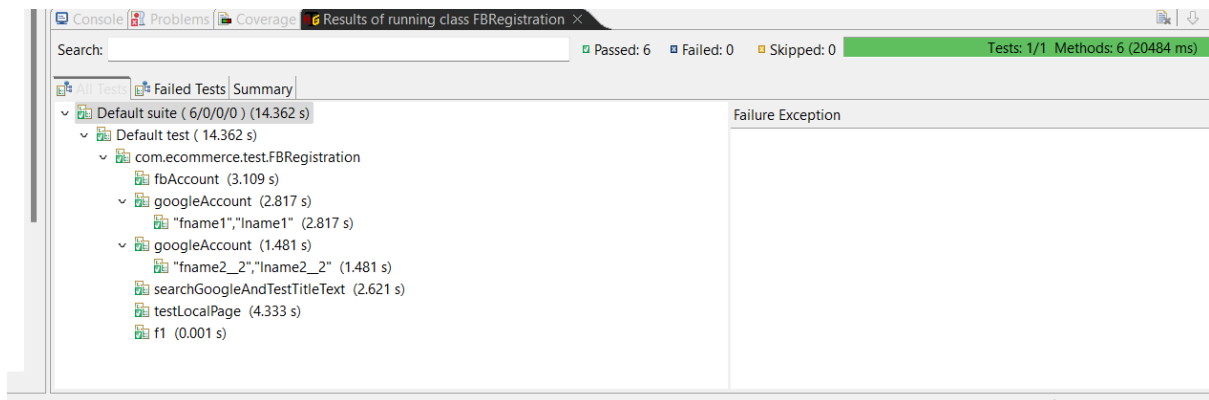 Console Problems Coverage Results of running class FBRegistration
Search: Passed: 6 Failed: 0 Skipped: 0 Tests: 1/1 Methods: 6 (20484 ms)
All Tests Failed Tests Summary
Default suite ( 6/0/0/0 ) (14.362 s)
Failure Exception
Default test ( 14.362 s)
com.ecommerce.test.FBRegistration
fbAccount (3.109 s)
googleAccount (2.817 s)
"fname1","lname1" (2.817 s)
googleAccount (1.481 s)
"fname2__2","lname2__2" (1.481 s)
searchGoogleAndTestTitleText (2.621 s)
testLocalPage (4.333 s)
f1 (0.001 s)